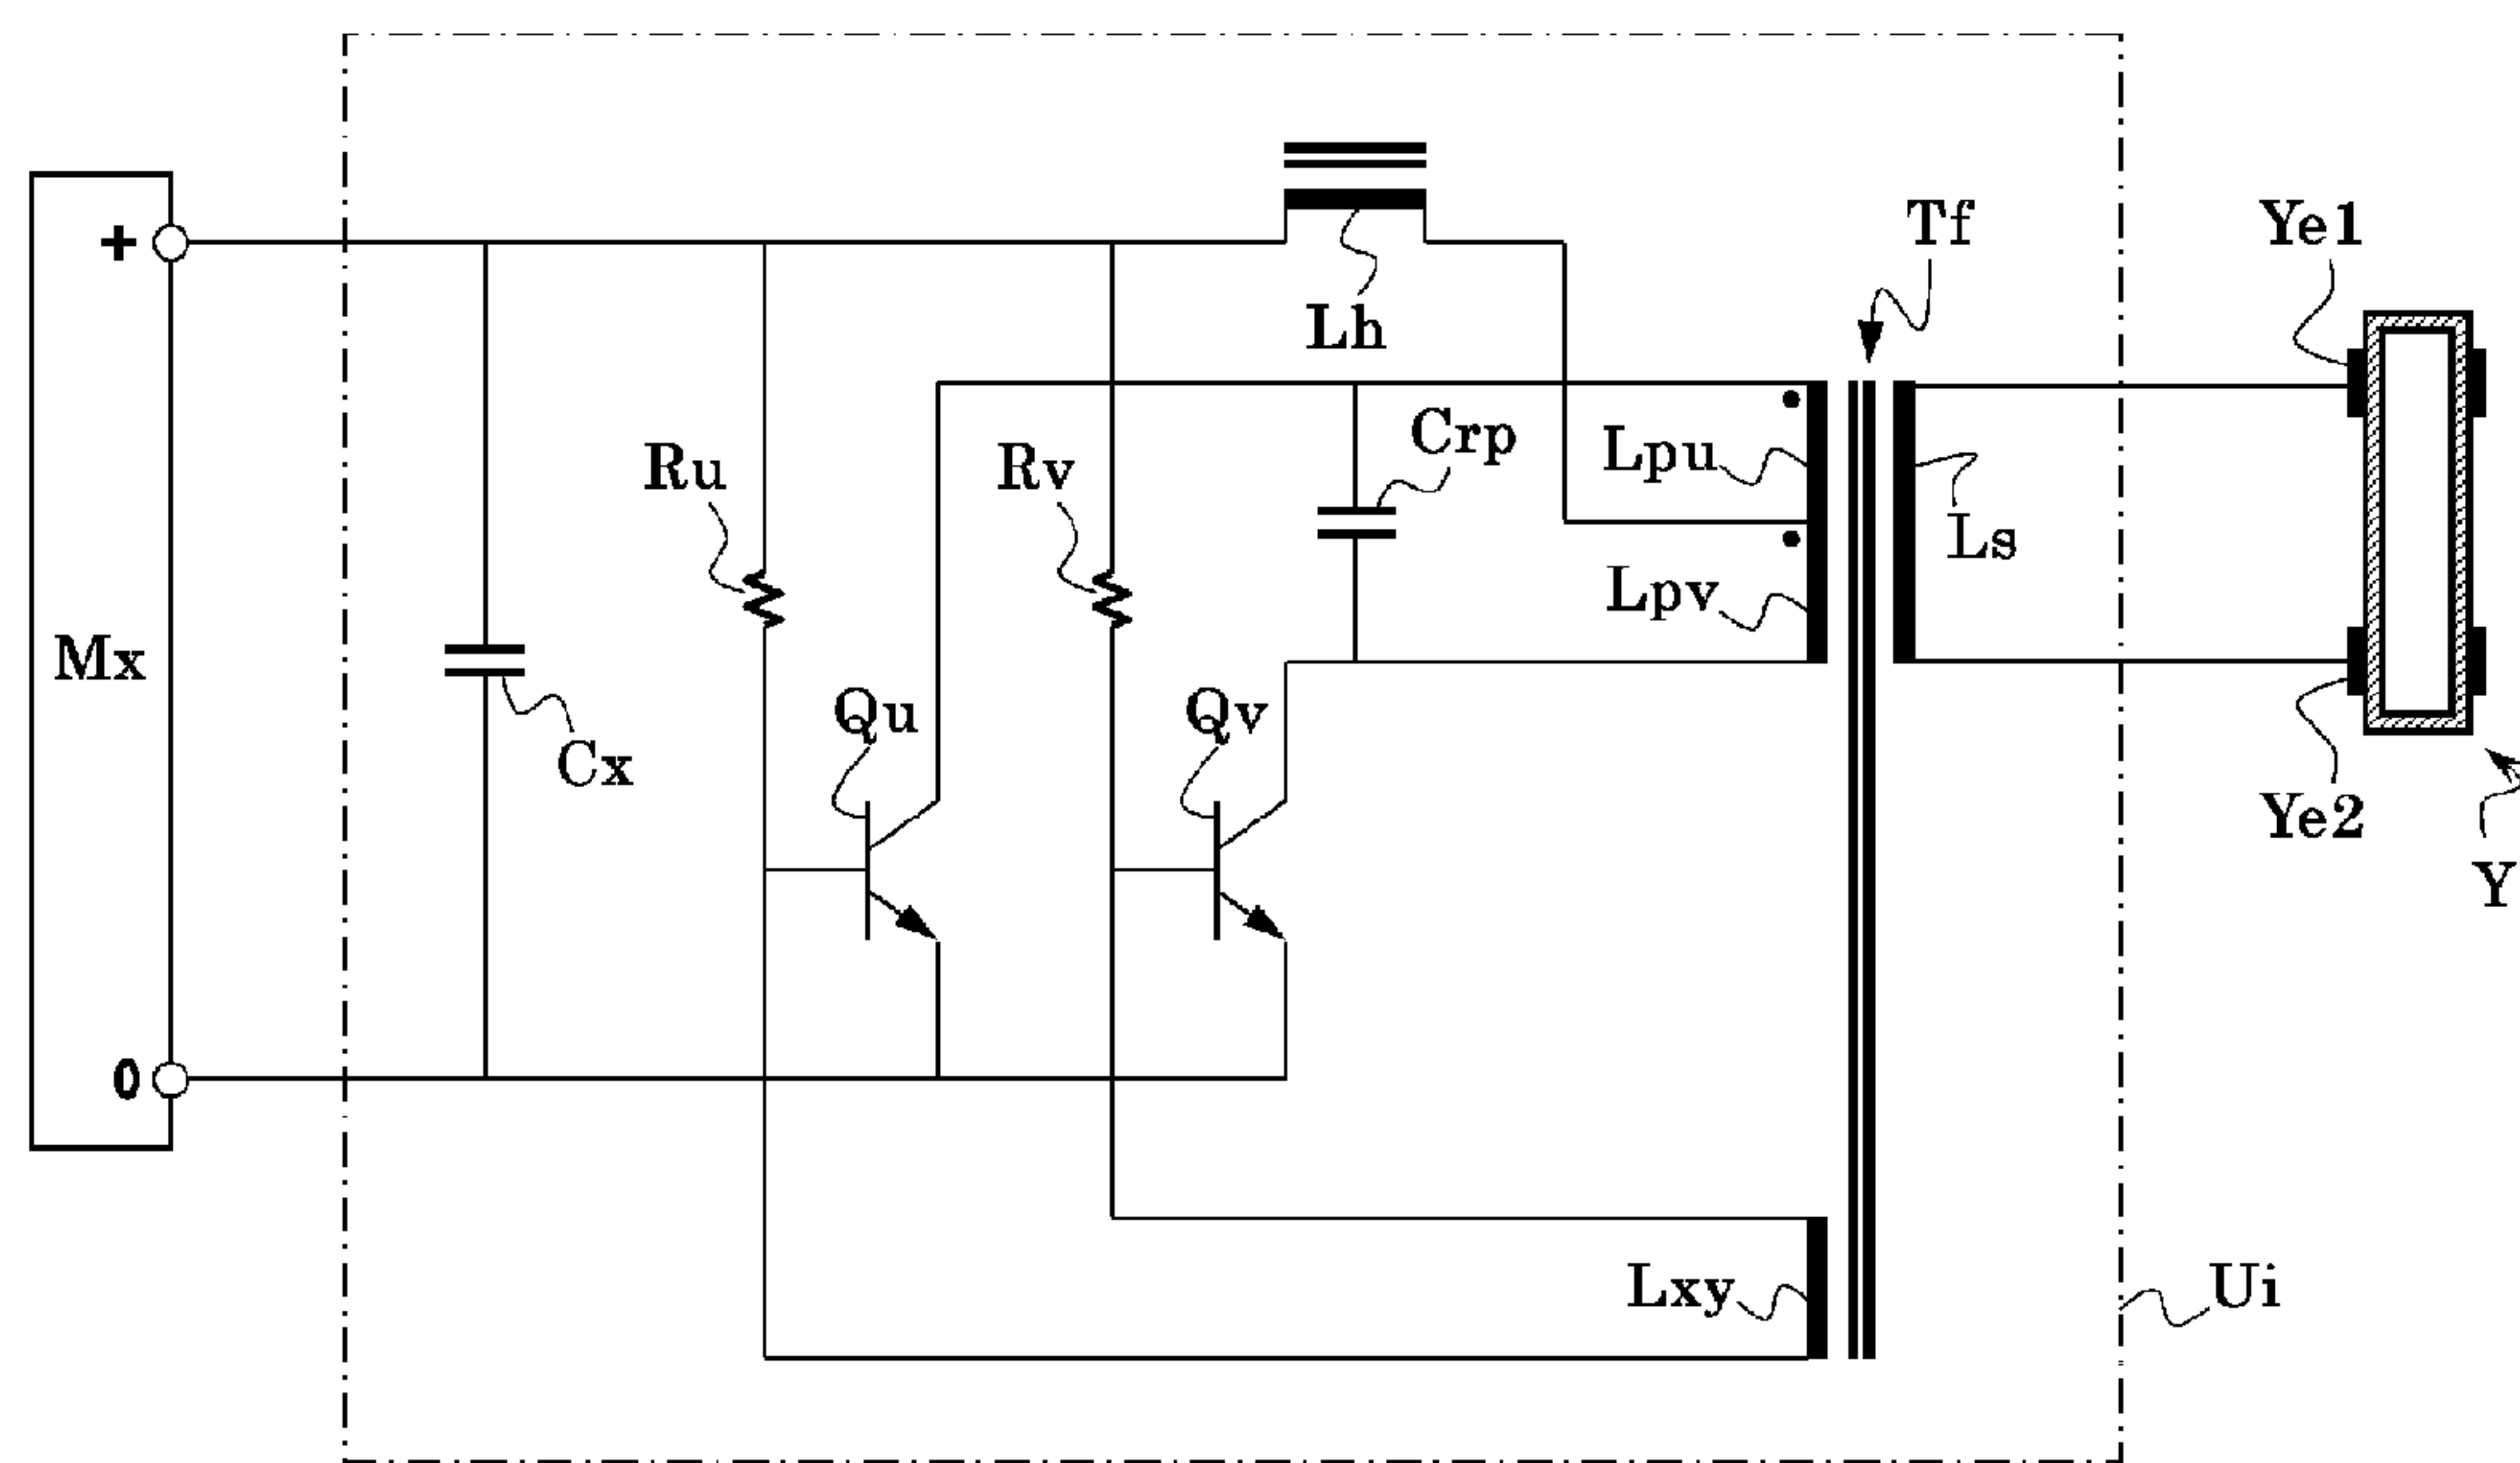 Tf
Ye1
+
Lh
Crp
Lpu
Ru
Rv
Ls
Lpv
Mx
Qu
Qv
Cx
Ye2
Y
0
Lxy
Ui